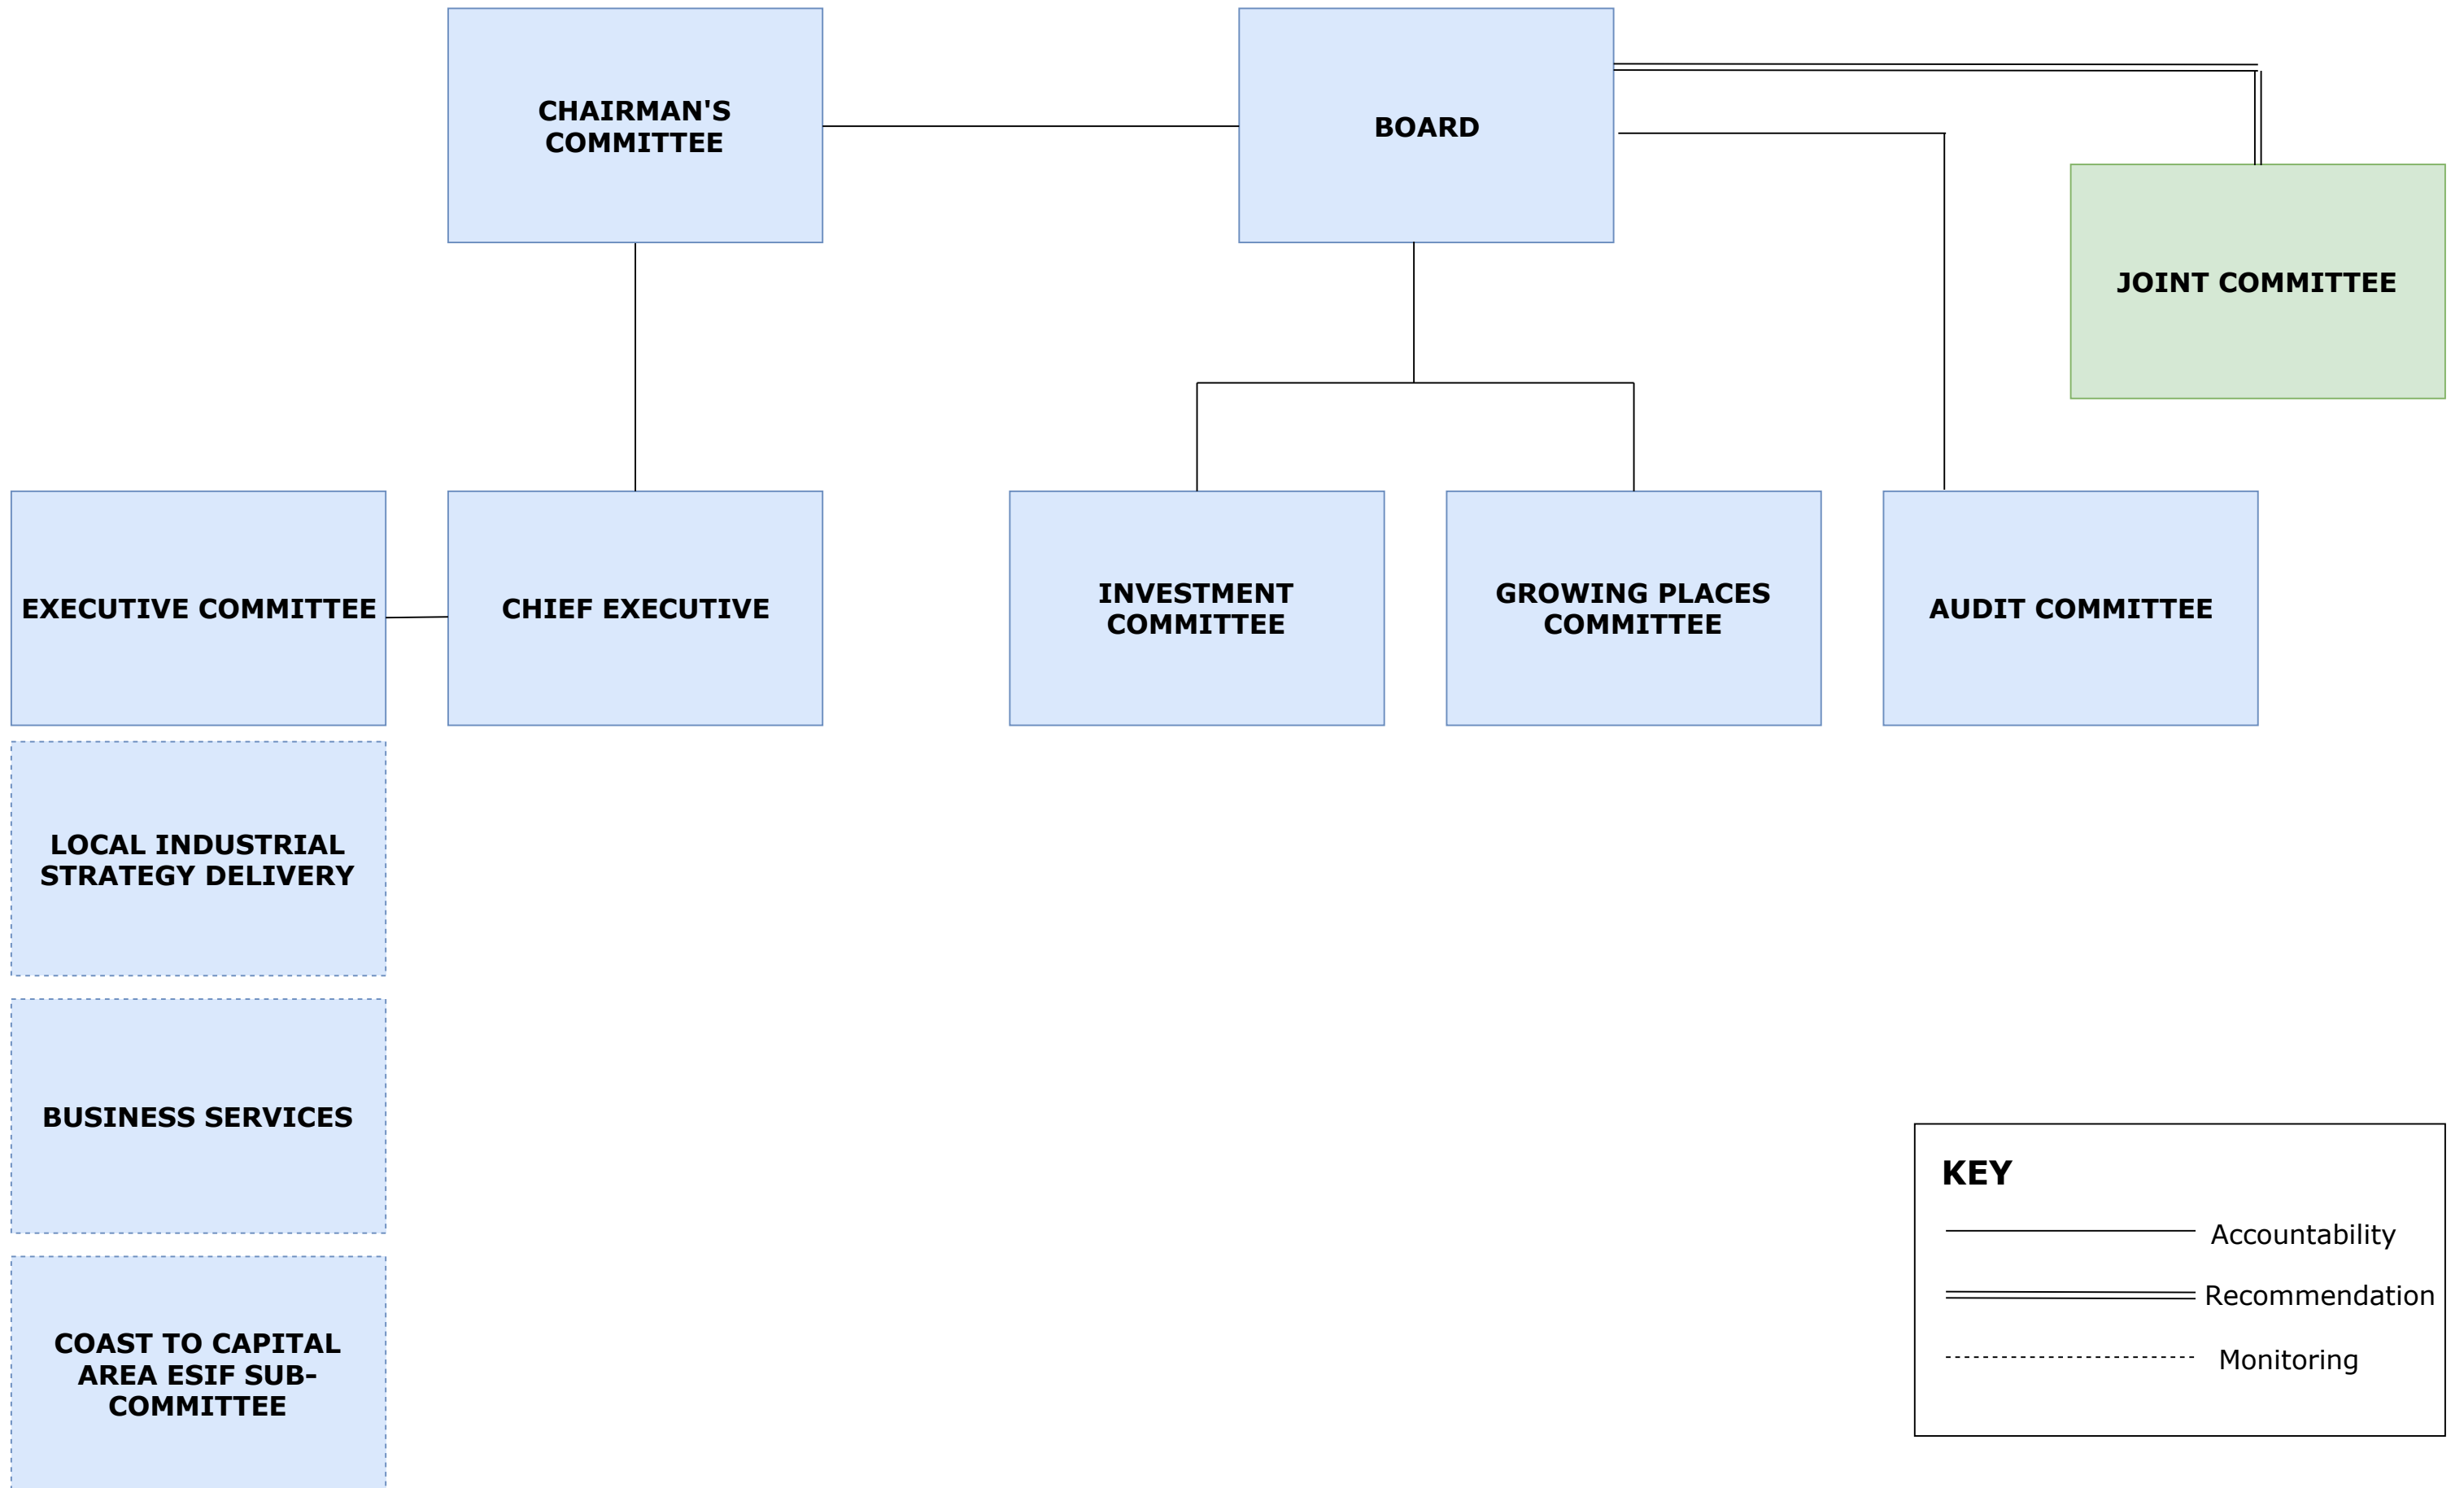 CHAIRMAN'S
COMMITTEE
BOARD
JOINT COMMITTEE
EXECUTIVE COMMITTEE
CHIEF EXECUTIVE
INVESTMENT
COMMITTEE
GROWING PLACES
COMMITTEE
AUDIT COMMITTEE
LOCAL INDUSTRIAL
STRATEGY DELIVERY
BUSINESS SERVICES
COAST TO CAPITAL
AREA ESIF SUB-
COMMITTEE
KEY
Accountability
Recommendation
Monitoring